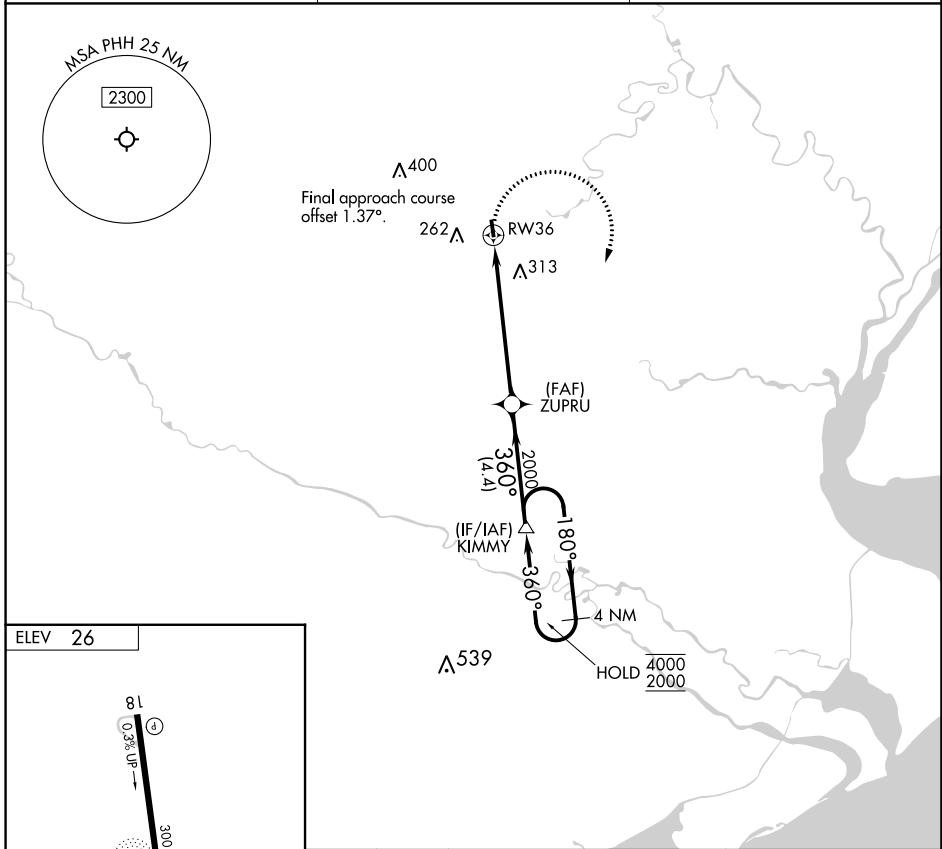 MSA PHH 25 NM
2300
400
Final approach course
offset 1.37°.
262
RW36
313
(FAF)
ZUPRU
360°
(4.4)
2000
(IF/IAF)
KIMMY
180°
360°
4 NM
HOLD 4000
2000
539
ELEV 26
18
P
0.3% UP
300